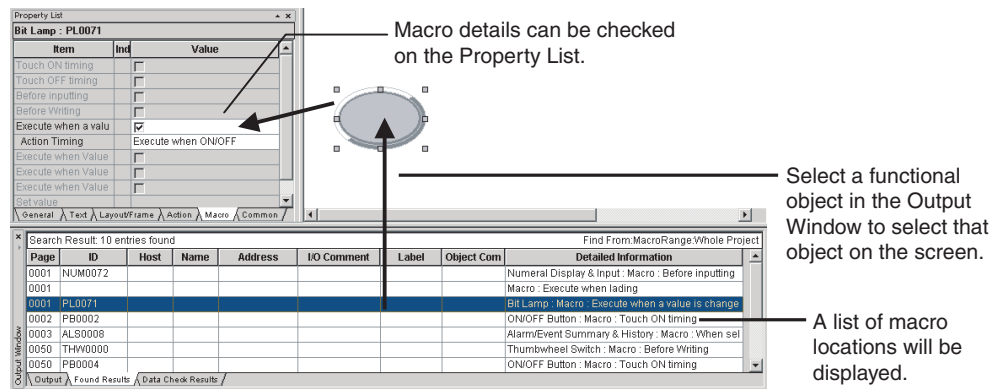 Property List
Bit Lamp : PL0071
Item Ind Value
Touch ON timing
Touch OFF timing
Before inputting
Before Writing
Execute when a valu
Action Timing Execute when ON/OFF
Execute when Value
Execute when Value
Execute when Value
Set value
General Text Layout/Frame Action Macro Common
Macro details can be checked
on the Property List.
Select a functional
object in the Output
Window to select that
object on the screen.
Search Result: 10 entries found Find From:MacroRange:Whole Project
Page ID Host Name Address I/O Comment Label Object Com Detailed Information
0001 NUM0072 Numeral Display & Input : Macro : Before inputting
0001 Macro : Execute when lading
0001 PL0071 Bit Lamp : Macro : Execute when a value is change
0002 PB0002 ON/OFF Button : Macro : Touch ON timing
0003 ALS0008 Alarm/Event Summary & History : Macro : When sel
0050 THW0000 Thumbwheel Switch : Macro : Before Writing
0050 PB0004 ON/OFF Button : Macro : Touch ON timing
Output Window
Output Found Results Data Check Results
A list of macro
locations will be
displayed.